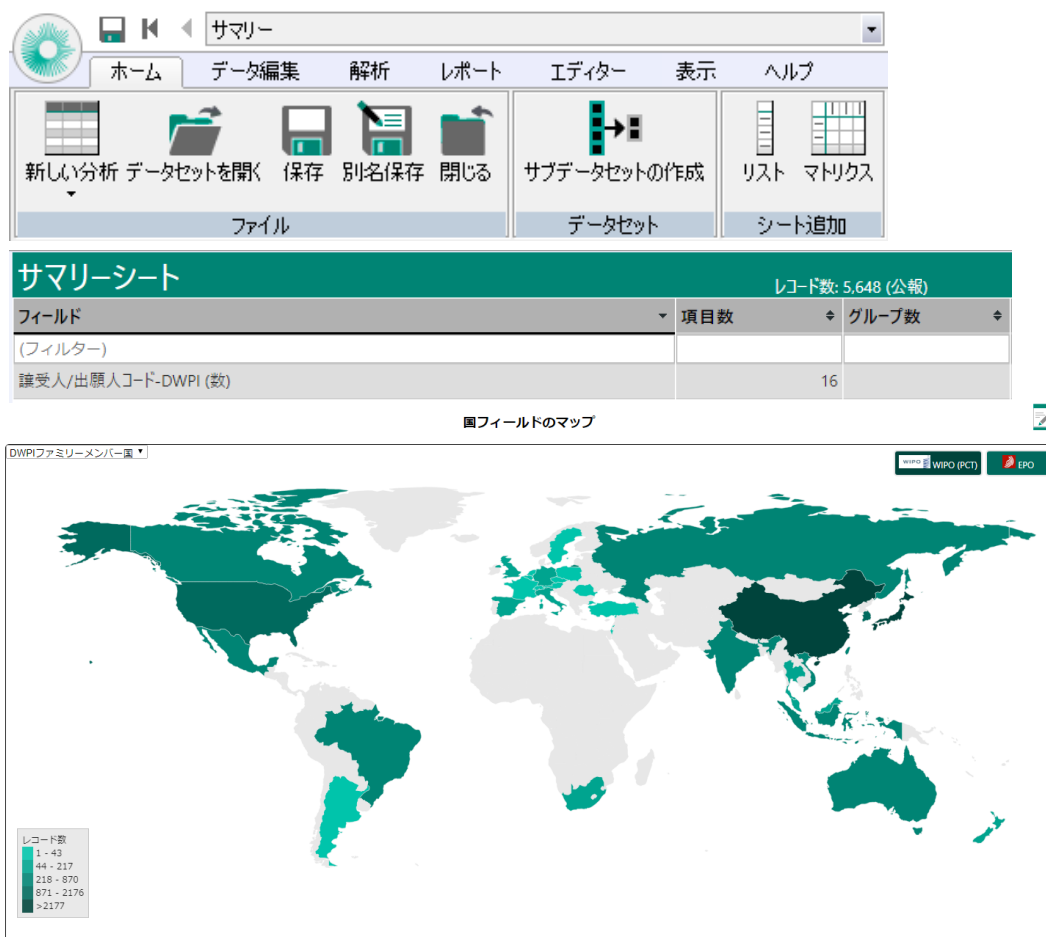 サマリー
ホーム データ編集 解析 レポート エディター 表示 ヘルプ
新しい分析 データセットを開く 保存 別名保存 閉じる サブデータセットの作成 リスト マトリクス
ファイル データセット シート追加
サマリーシート
レコード数: 5,648 (公報)
フィールド 項目数 グループ数
(フィルター)
譲受人/出願人コード-DWPI (数) 16
国フィールドのマップ
DWPIファミリーメンバー国
WIPO WIPO (PCT) EPO
レコード数
1 - 43
44 - 217
218 - 870
871 - 2176
>2177